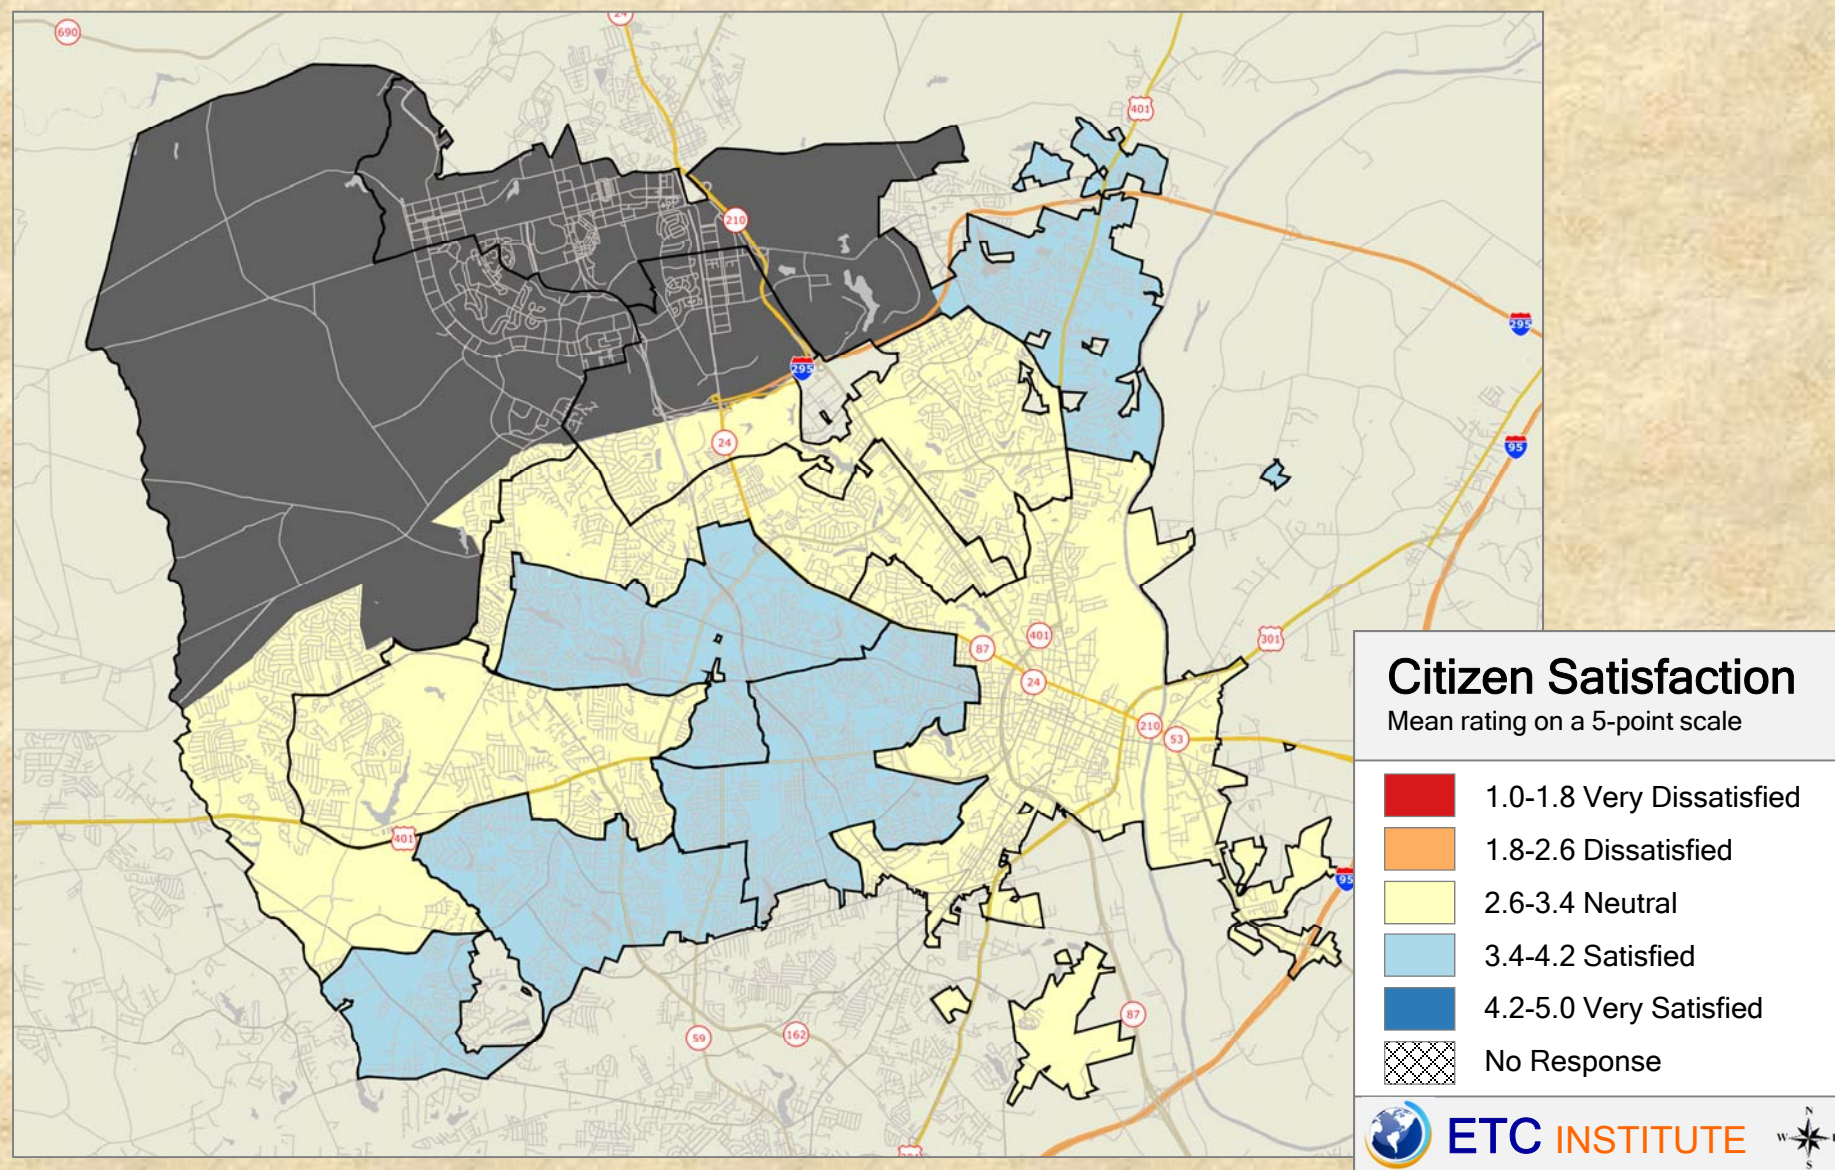 690
24
401
210
295
295
24
95
401
87
301
24
210
53
401
95
87
59
162
Citizen Satisfaction
Mean rating on a 5-point scale
1.0-1.8 Very Dissatisfied
1.8-2.6 Dissatisfied
2.6-3.4 Neutral
3.4-4.2 Satisfied
4.2-5.0 Very Satisfied
No Response
ETC INSTITUTE
N
W
S